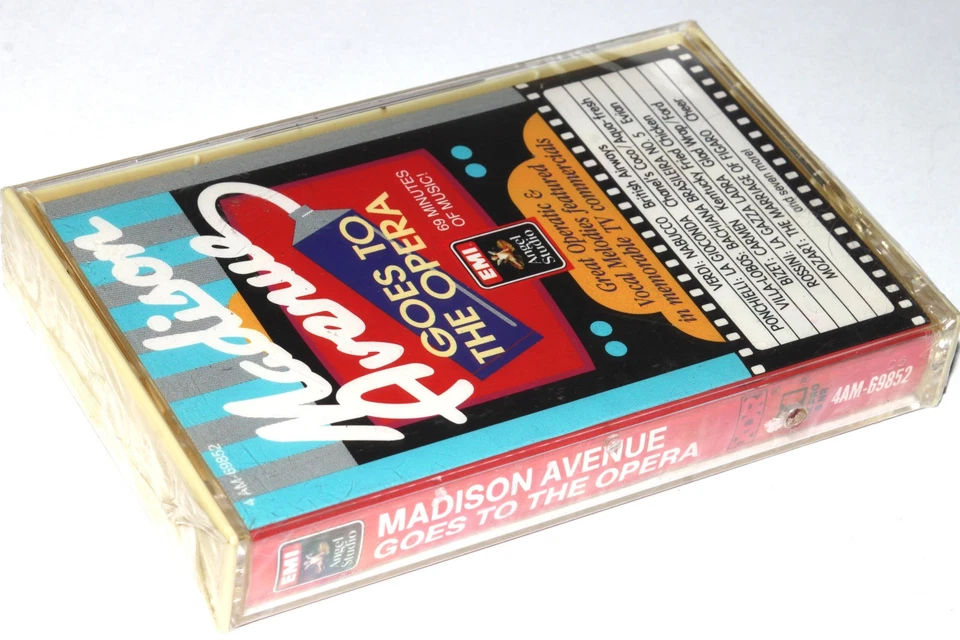 Madison
Avenue
GOES TO
THE OPERA
69 MINUTES
OF MUSIC!
EMI
Angel
Studio
Great Operatic &
Vocal Melodies featured
in memorable TV commercials
VERDI: NABUCCO British Airways
PONCHIELLI: LA GIOCONDA Chanel's Coco/ Aqua-fresh
VILLA-LOBOS: BACHIANA BRASILEIRA NO. 5 Evian
BIZET: CARMEN Kentucky Fried Chicken
ROSSINI: LA GAZZA LADRA Glad Wrap/ Ford
MOZART: THE MARRIAGE OF FIGARO Cheer
and seven more!
4AM-69852
EMI
Angel
Studio
MADISON AVENUE
GOES TO THE OPERA
4AM-69852